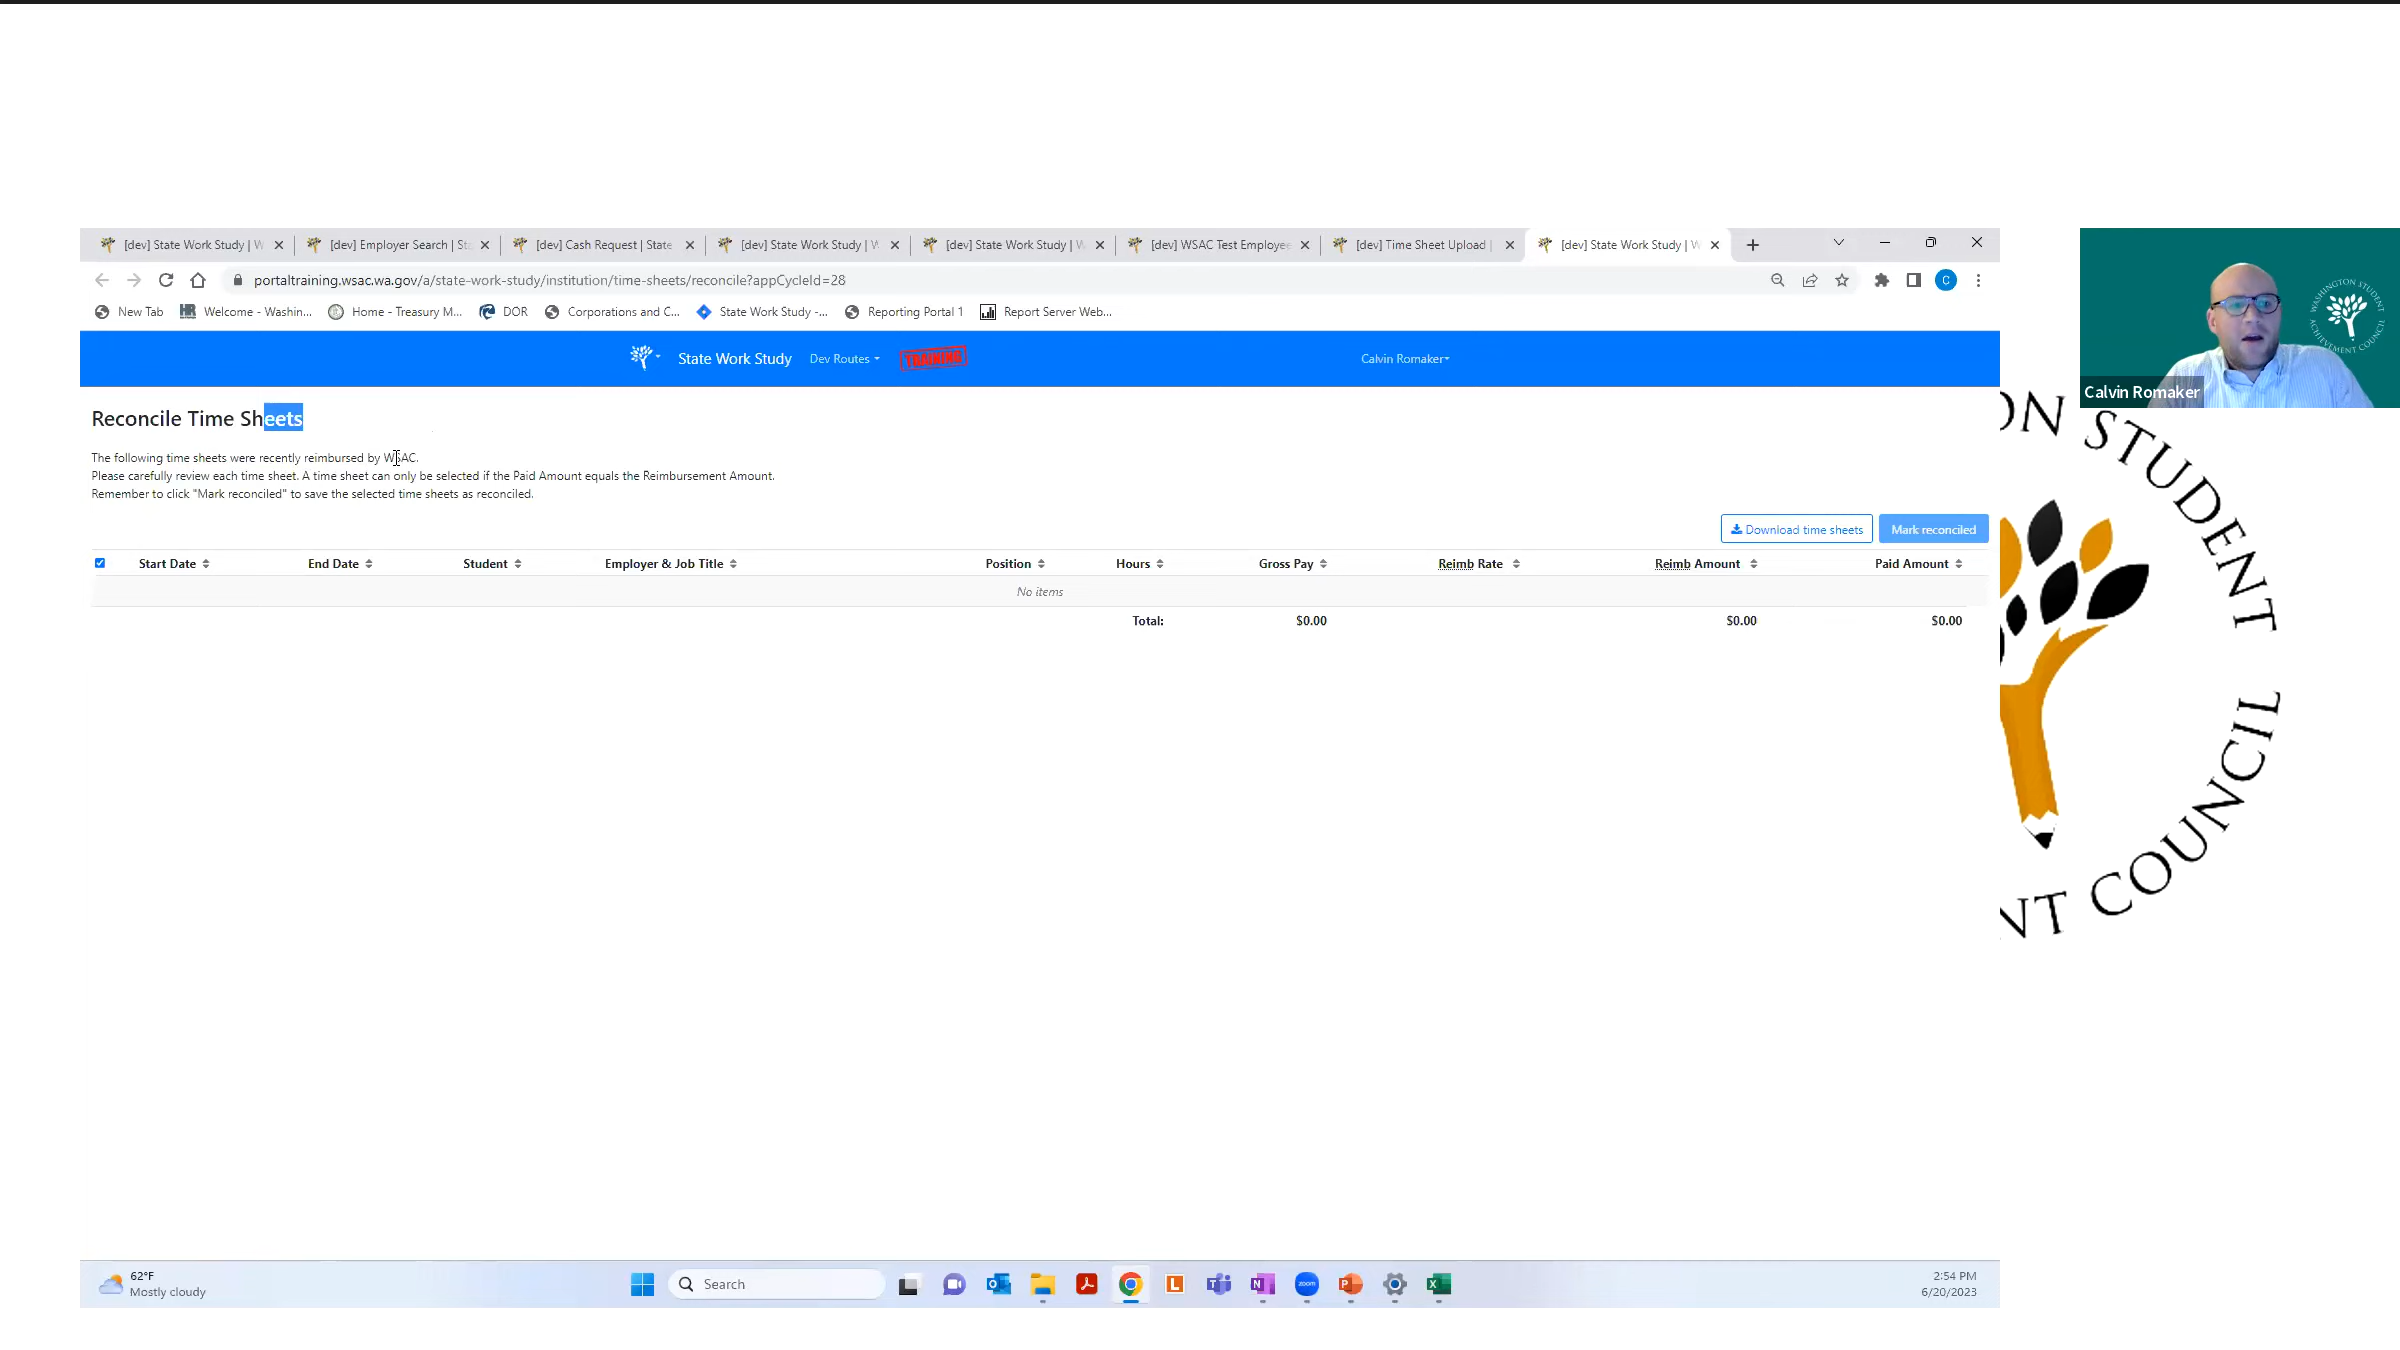 [dev] State Work Study | W
[dev] Employer Search | Sta
[dev] Cash Request | State
[dev] State Work Study | W
[dev] State Work Study | W
[dev] WSAC Test Employee
[dev] Time Sheet Upload |
[dev] State Work Study | W
portaltraining.wsac.wa.gov/a/state-work-study/institution/time-sheets/reconcile?appCycleId=28
C
New Tab
Welcome - Washin...
Home - Treasury M...
DOR
Corporations and C...
State Work Study -...
Reporting Portal 1
Report Server Web...
State Work Study
Dev Routes
TRAINING
Calvin Romaker
WASHINGTON STUDENT
ACHIEVEMENT COUNCIL
Calvin Romaker
Reconcile Time Sheets
The following time sheets were recently reimbursed by WSAC.
Please carefully review each time sheet. A time sheet can only be selected if the Paid Amount equals the Reimbursement Amount.
Remember to click "Mark reconciled" to save the selected time sheets as reconciled.
Download time sheets
Mark reconciled
Start Date End Date Student Employer & Job Title Position Hours Gross Pay Reimb Rate Reimb Amount Paid Amount
No items
Total: $0.00 $0.00 $0.00
ON STUDENT
NT COUNCIL
62°F
Mostly cloudy
Search
zoom
2:54 PM
6/20/2023